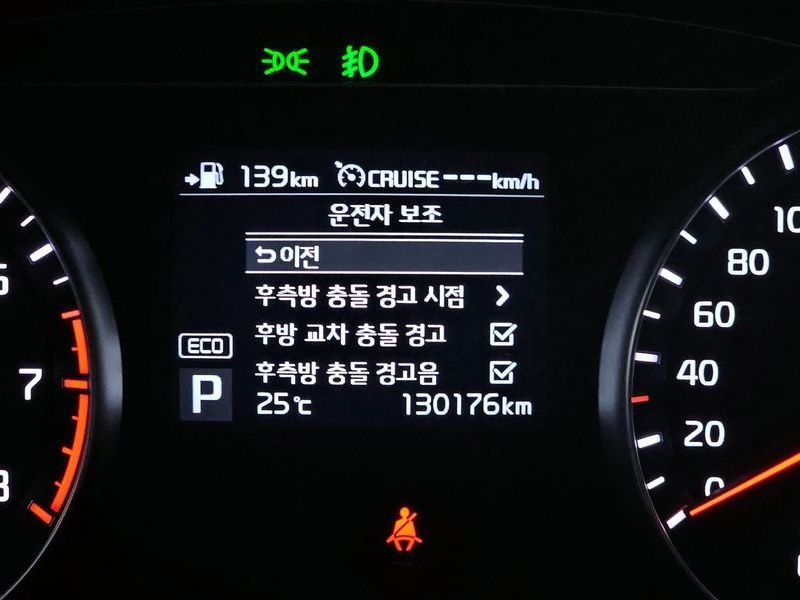 139km CRUISE---km/h
운전자 보조
이전
후측방 충돌 경고 시점
후방 교차 충돌 경고
ECO
후측방 충돌 경고음
P
25℃ 130176km
7
8
80
60
40
20
0